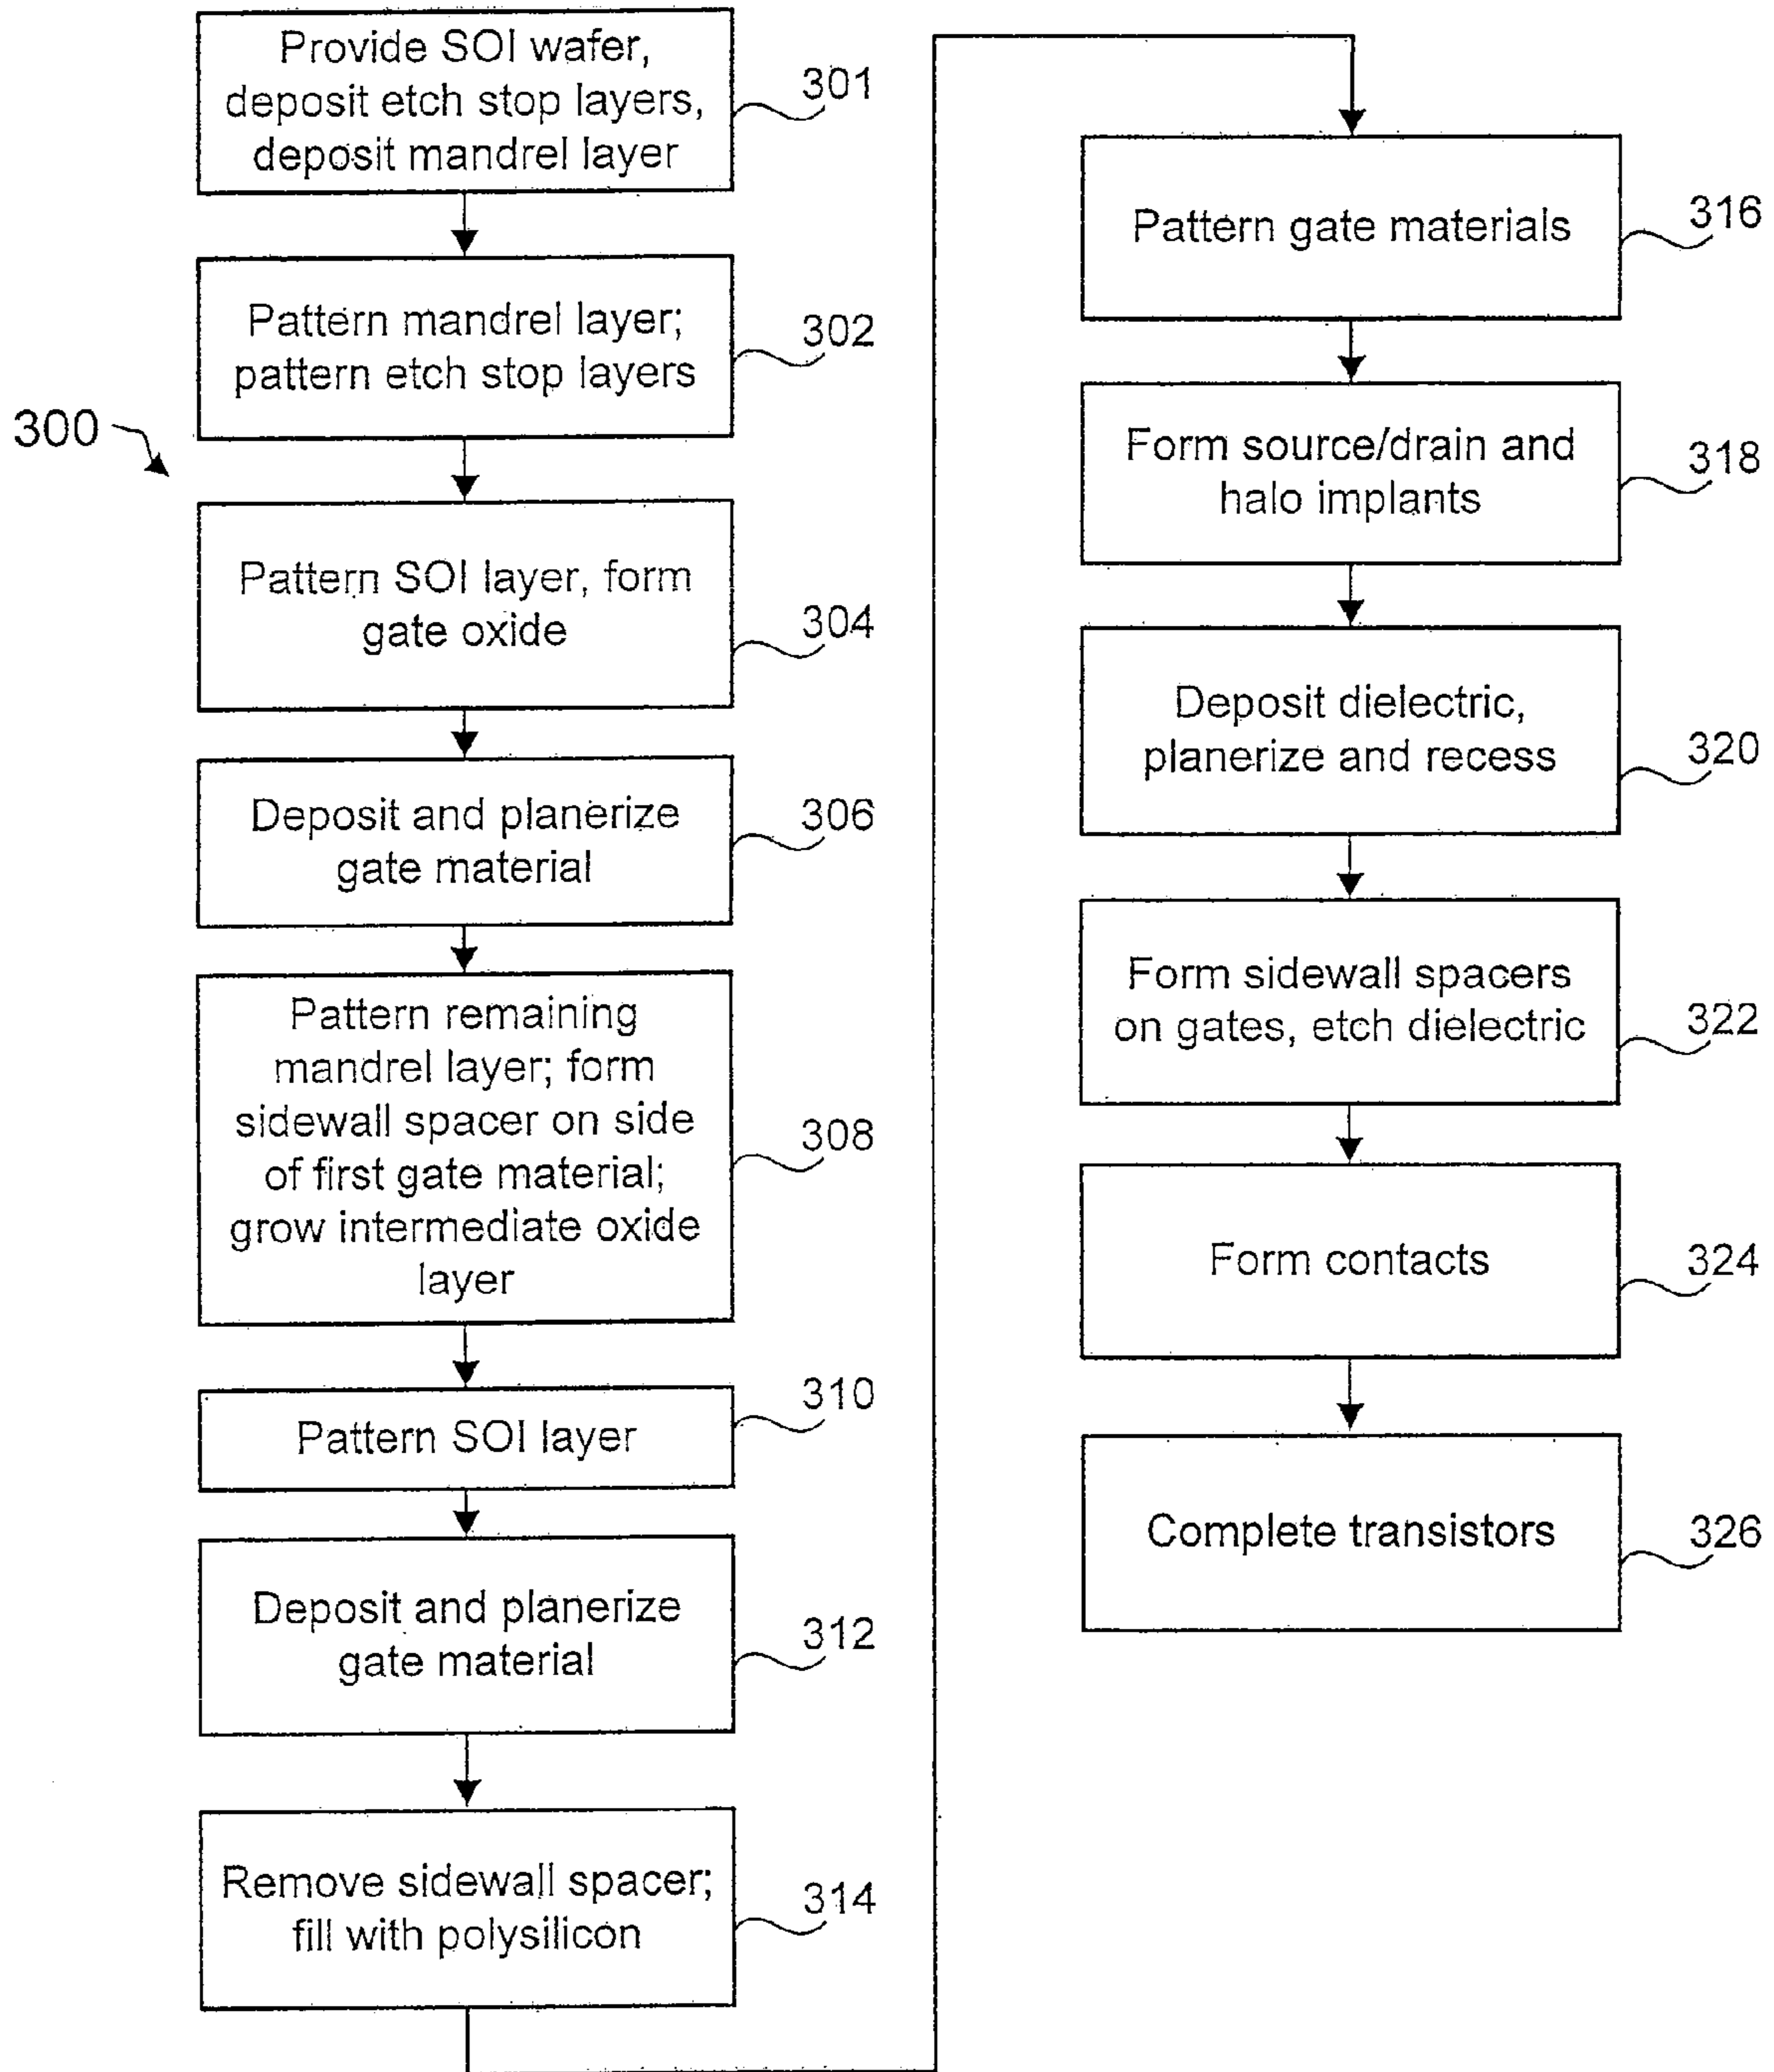 Provide SOI wafer,
deposit etch stop layers,
deposit mandrel layer
301
Pattern mandrel layer;
pattern etch stop layers
302
300
Pattern SOI layer, form
gate oxide
304
Deposit and planerize
gate material
306
Pattern remaining
mandrel layer; form
sidewall spacer on side
of first gate material;
grow intermediate oxide
layer
308
Pattern SOI layer
310
Deposit and planerize
gate material
312
Remove sidewall spacer;
fill with polysilicon
314
Pattern gate materials
316
Form source/drain and
halo implants
318
Deposit dielectric,
planerize and recess
320
Form sidewall spacers
on gates, etch dielectric
322
Form contacts
324
Complete transistors
326